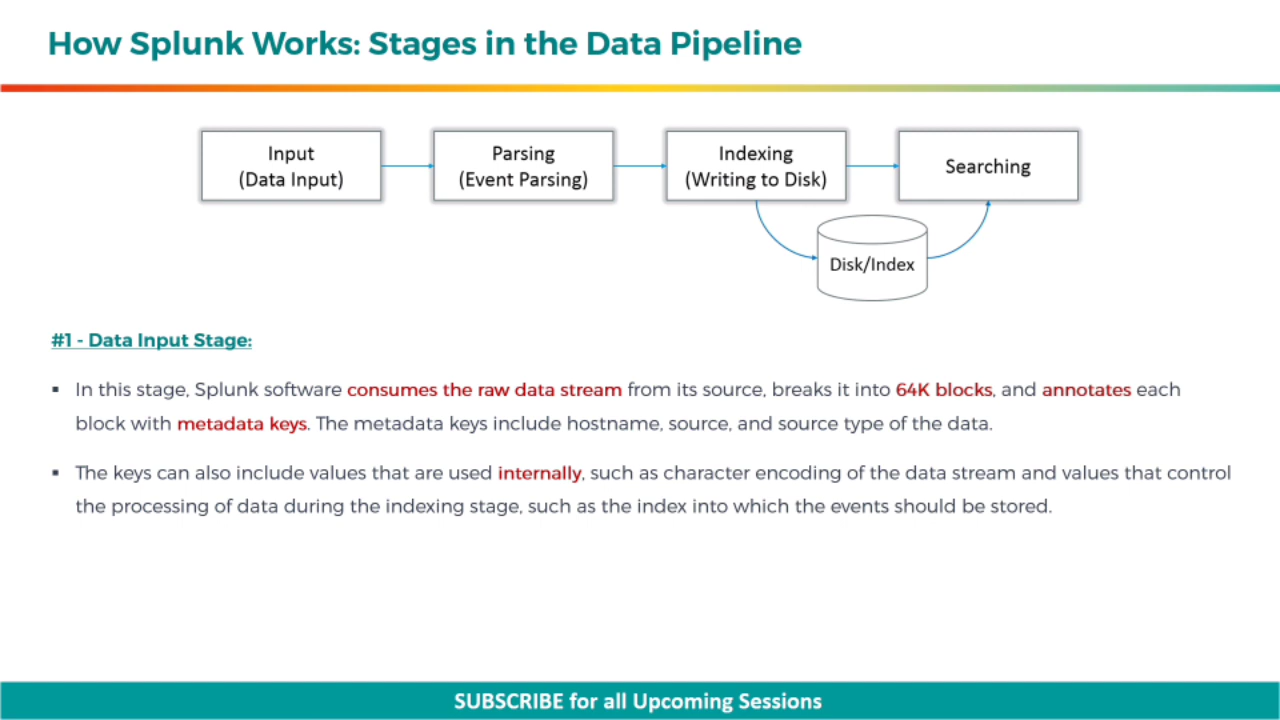 How Splunk Works: Stages in the Data Pipeline
Input
(Data Input)
Parsing
(Event Parsing)
Indexing
(Writing to Disk)
Searching
Disk/Index
#1 - Data Input Stage:
▪ In this stage, Splunk software consumes the raw data stream from its source, breaks it into 64K blocks, and annotates each
block with metadata keys. The metadata keys include hostname, source, and source type of the data.
▪ The keys can also include values that are used internally, such as character encoding of the data stream and values that control
the processing of data during the indexing stage, such as the index into which the events should be stored.
SUBSCRIBE for all Upcoming Sessions